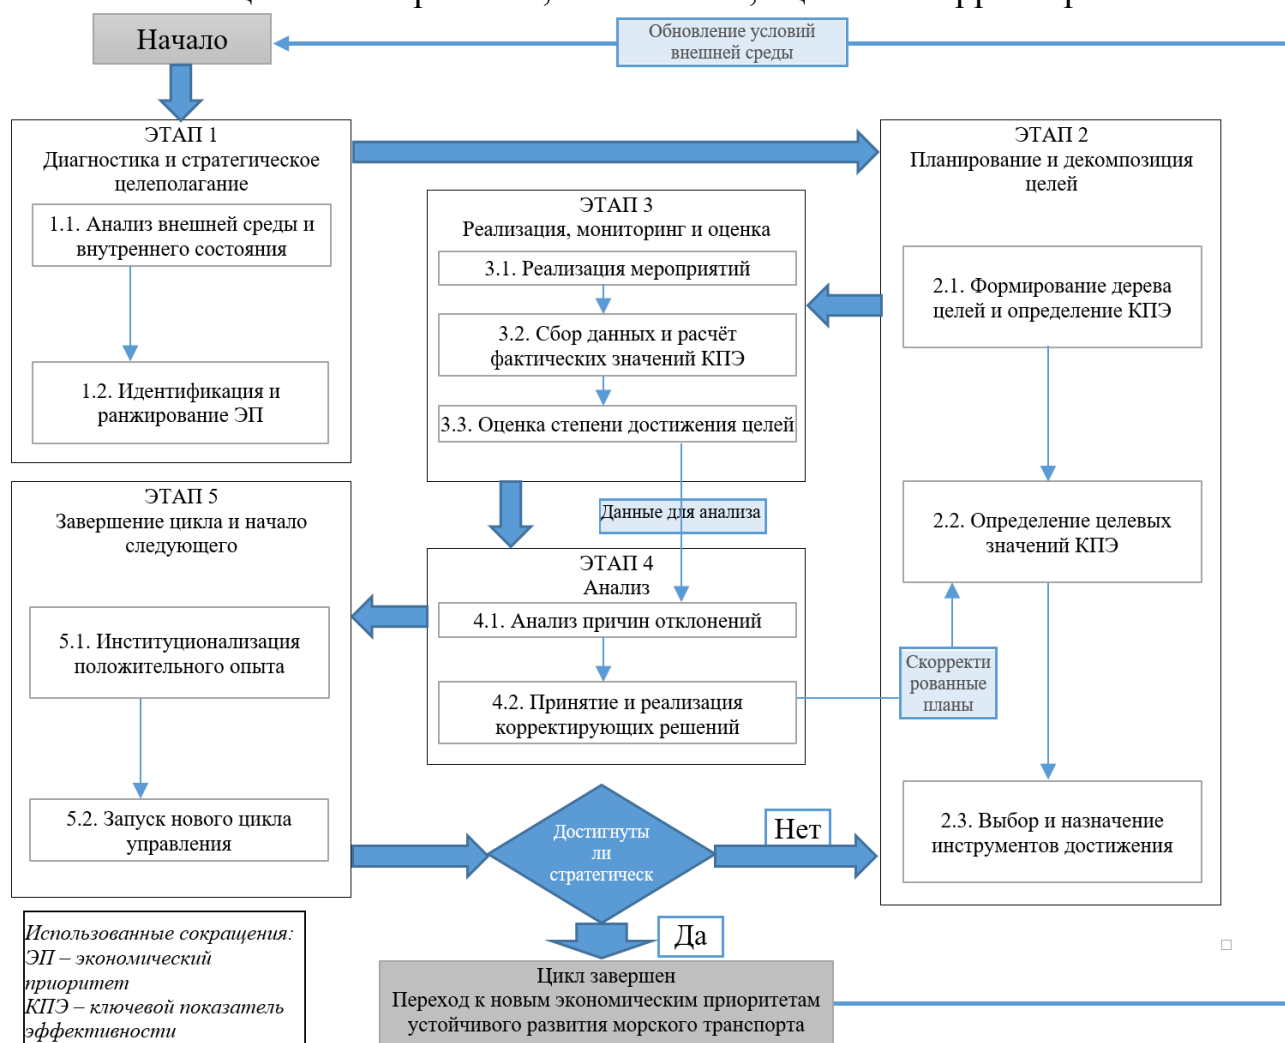 Начало
Обновление условий
внешней среды
ЭТАП 1
Диагностика и стратегическое
целеполагание
1.1. Анализ внешней среды и
внутреннего состояния
1.2. Идентификация и
ранжирование ЭП
ЭТАП 2
Планирование и декомпозиция
целей
2.1. Формирование дерева
целей и определение КПЭ
2.2. Определение целевых
значений КПЭ
2.3. Выбор и назначение
инструментов достижения
ЭТАП 3
Реализация, мониторинг и оценка
3.1. Реализация мероприятий
3.2. Сбор данных и расчёт
фактических значений КПЭ
3.3. Оценка степени достижения целей
Данные для анализа
ЭТАП 4
Анализ
4.1. Анализ причин отклонений
4.2. Принятие и реализация
корректирующих решений
Скорректи
рованные
планы
ЭТАП 5
Завершение цикла и начало
следующего
5.1. Институционализация
положительного опыта
5.2. Запуск нового цикла
управления
Достигнуты
ли
стратегическ
Нет
Да
Цикл завершен
Переход к новым экономическим приоритетам
устойчивого развития морского транспорта
Использованные сокращения:
ЭП – экономический
приоритет
КПЭ – ключевой показатель
эффективности